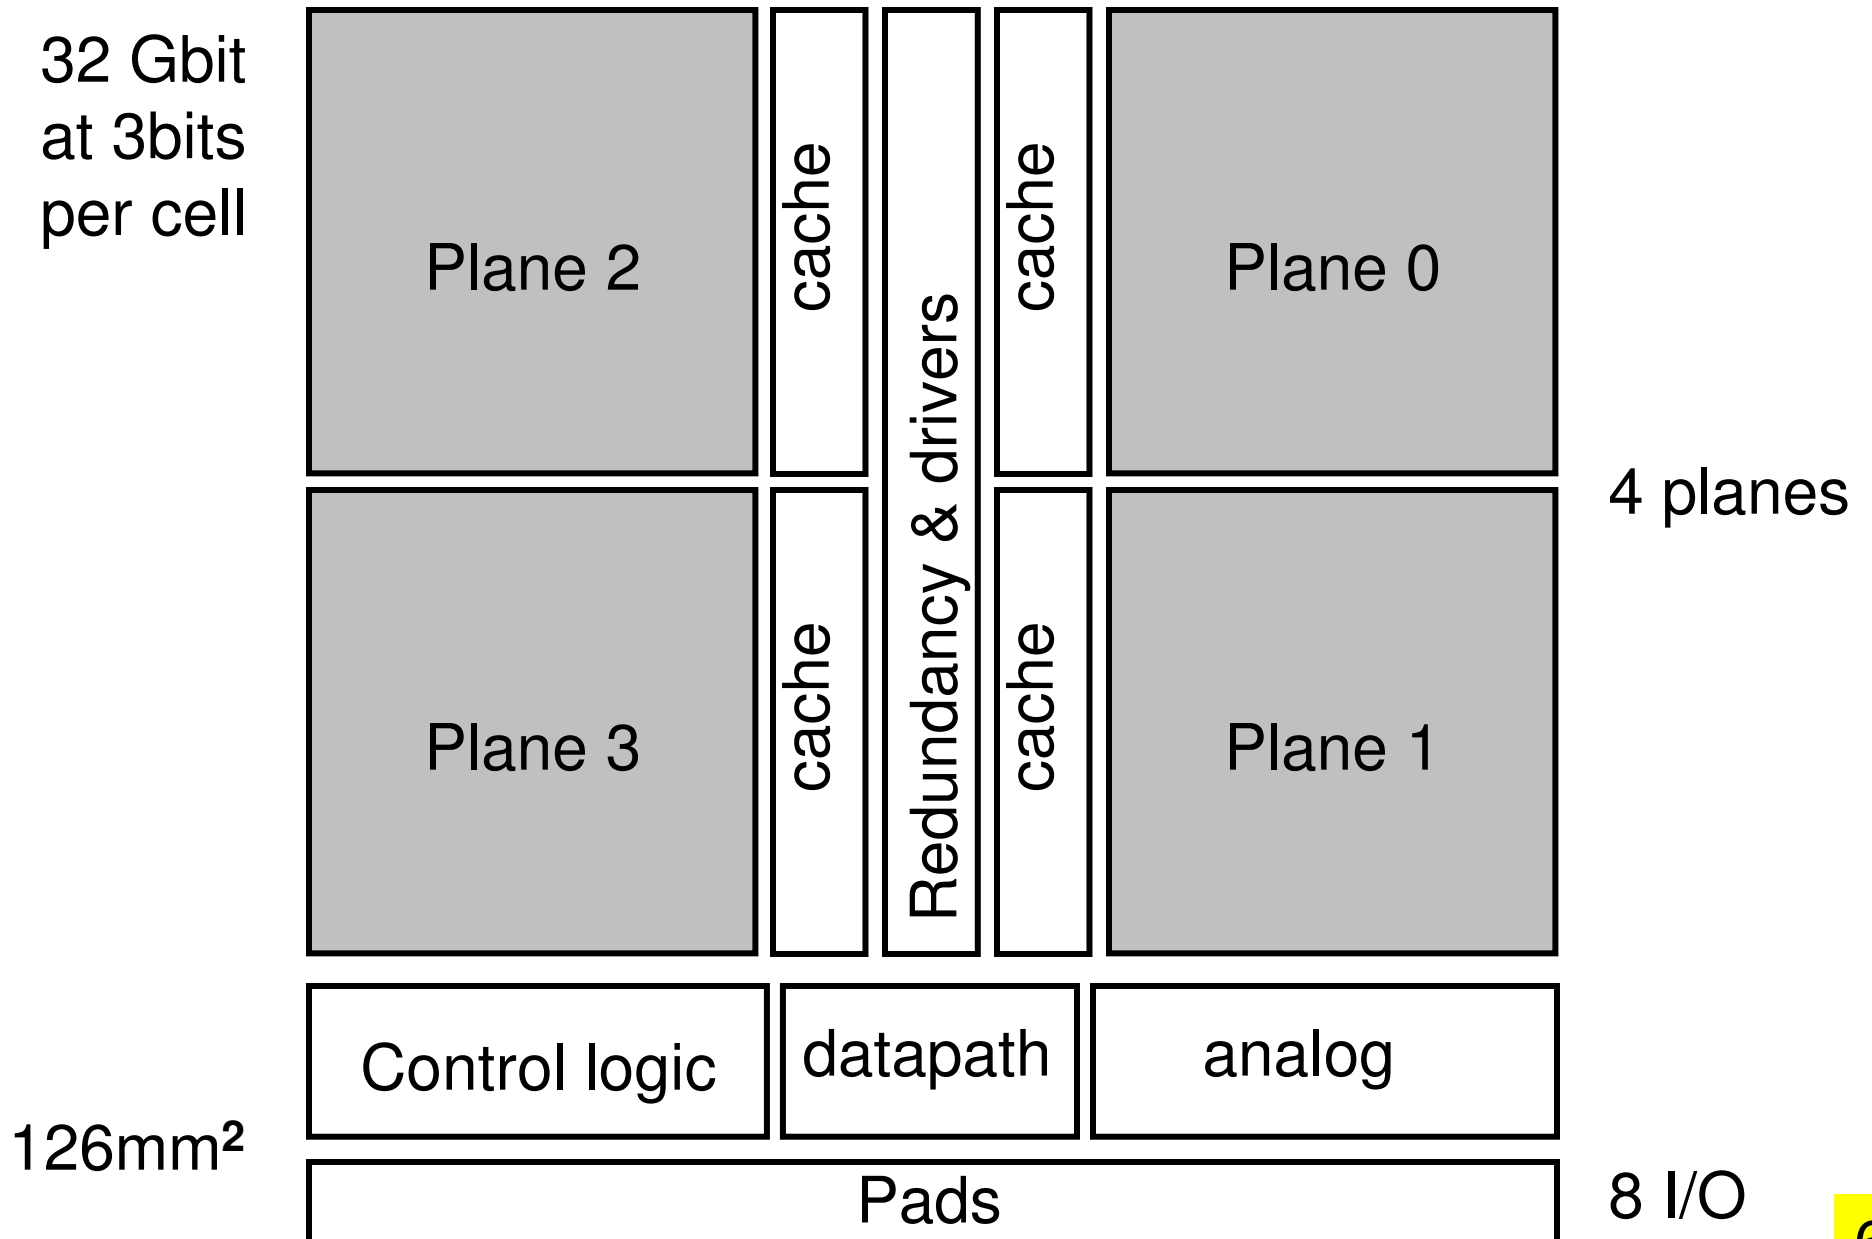 32 Gbit
at 3bits
per cell
Plane 2
cache
Redundancy & drivers
cache
Plane 0
4 planes
Plane 3
cache
cache
Plane 1
Control logic
datapath
analog
126mm²
Pads
8 I/O